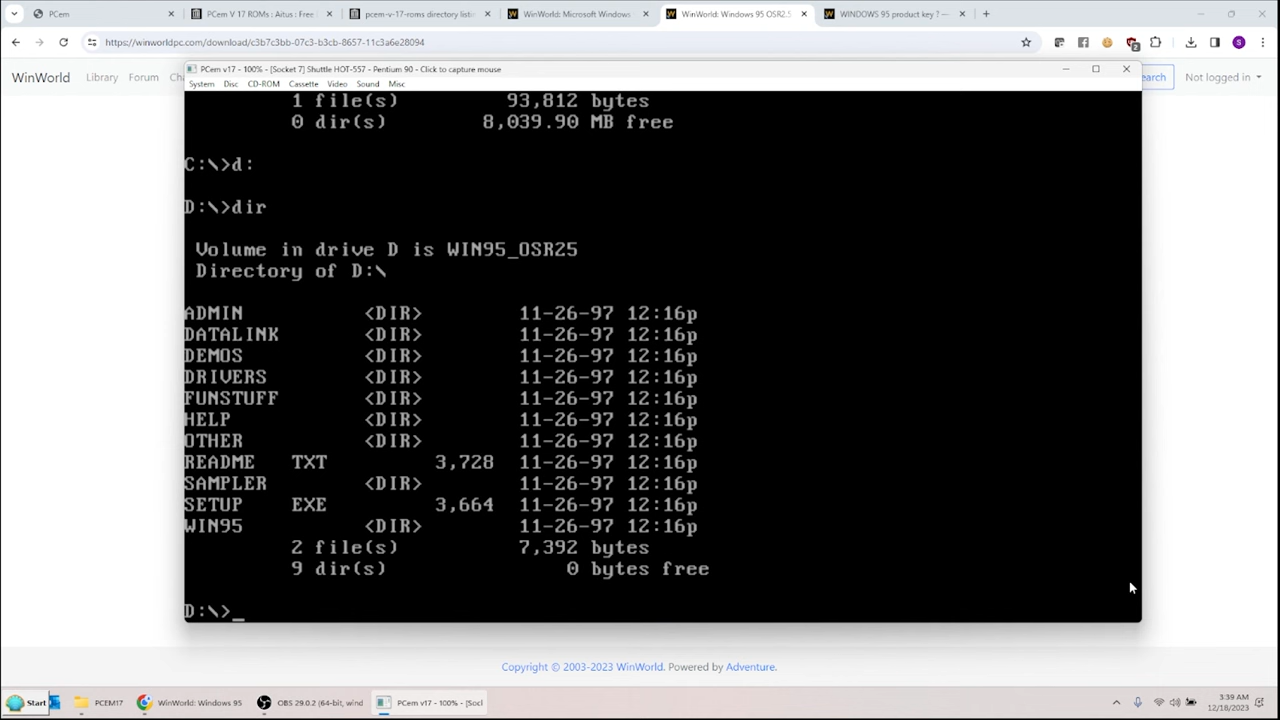 PCem
PCem V 17 ROMs : Aitus : Free
pcem-v-17-roms directory listi
WinWorld: Microsoft Windows
WinWorld: Windows 95 OSR2.5
WINDOWS 95 product key ? —
https://winworldpc.com/download/c3b7c3bb-07c3-b3cb-8657-11c3a6e28094
2
S
WinWorld
Library
Forum
Ch
earch
Not logged in
PCem v17 - 100% - [Socket 7] Shuttle HOT-557 - Pentium 90 - Click to capture mouse
System Disc CD-ROM Cassette Video Sound Misc
1 file(s) 93,812 bytes
0 dir(s) 8,039.90 MB free
C:\>d:
D:\>dir
Volume in drive D is WIN95_OSR25
Directory of D:\
ADMIN <DIR> 11-26-97 12:16p
DATALINK <DIR> 11-26-97 12:16p
DEMOS <DIR> 11-26-97 12:16p
DRIVERS <DIR> 11-26-97 12:16p
FUNSTUFF <DIR> 11-26-97 12:16p
HELP <DIR> 11-26-97 12:16p
OTHER <DIR> 11-26-97 12:16p
README TXT 3,728 11-26-97 12:16p
SAMPLER <DIR> 11-26-97 12:16p
SETUP EXE 3,664 11-26-97 12:16p
WIN95 <DIR> 11-26-97 12:16p
2 file(s) 7,392 bytes
9 dir(s) 0 bytes free
D:\>_
Copyright © 2003-2023 WinWorld. Powered by Adventure.
Start
PCEM17
WinWorld: Windows 95
OBS 29.0.2 (64-bit, wind
PCem v17 - 100% - [Socl
3:39 AM
12/18/2023